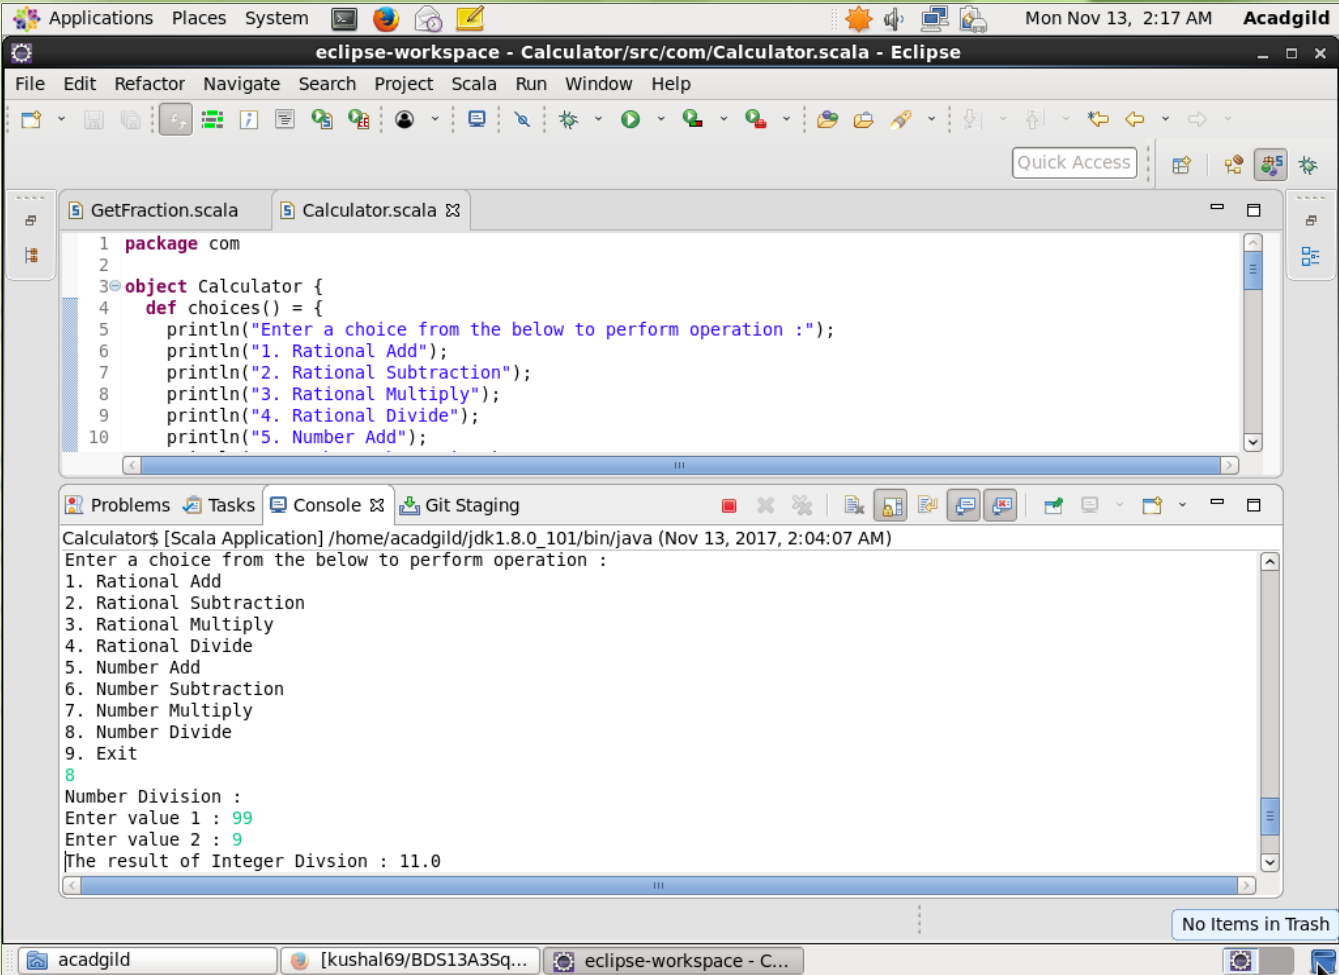 Applications Places System Mon Nov 13, 2:17 AM Acadgild
eclipse-workspace - Calculator/src/com/Calculator.scala - Eclipse
File Edit Refactor Navigate Search Project Scala Run Window Help
Quick Access
GetFraction.scala Calculator.scala
1 package com
2
3 object Calculator {
4 def choices() = {
5 println("Enter a choice from the below to perform operation :");
6 println("1. Rational Add");
7 println("2. Rational Subtraction");
8 println("3. Rational Multiply");
9 println("4. Rational Divide");
10 println("5. Number Add");
Problems Tasks Console Git Staging
Calculator$ [Scala Application] /home/acadgild/jdk1.8.0_101/bin/java (Nov 13, 2017, 2:04:07 AM)
Enter a choice from the below to perform operation :
1. Rational Add
2. Rational Subtraction
3. Rational Multiply
4. Rational Divide
5. Number Add
6. Number Subtraction
7. Number Multiply
8. Number Divide
9. Exit
8
Number Division :
Enter value 1 : 99
Enter value 2 : 9
The result of Integer Divsion : 11.0
No Items in Trash
acadgild [kushal69/BDS13A3Sq... eclipse-workspace - C...